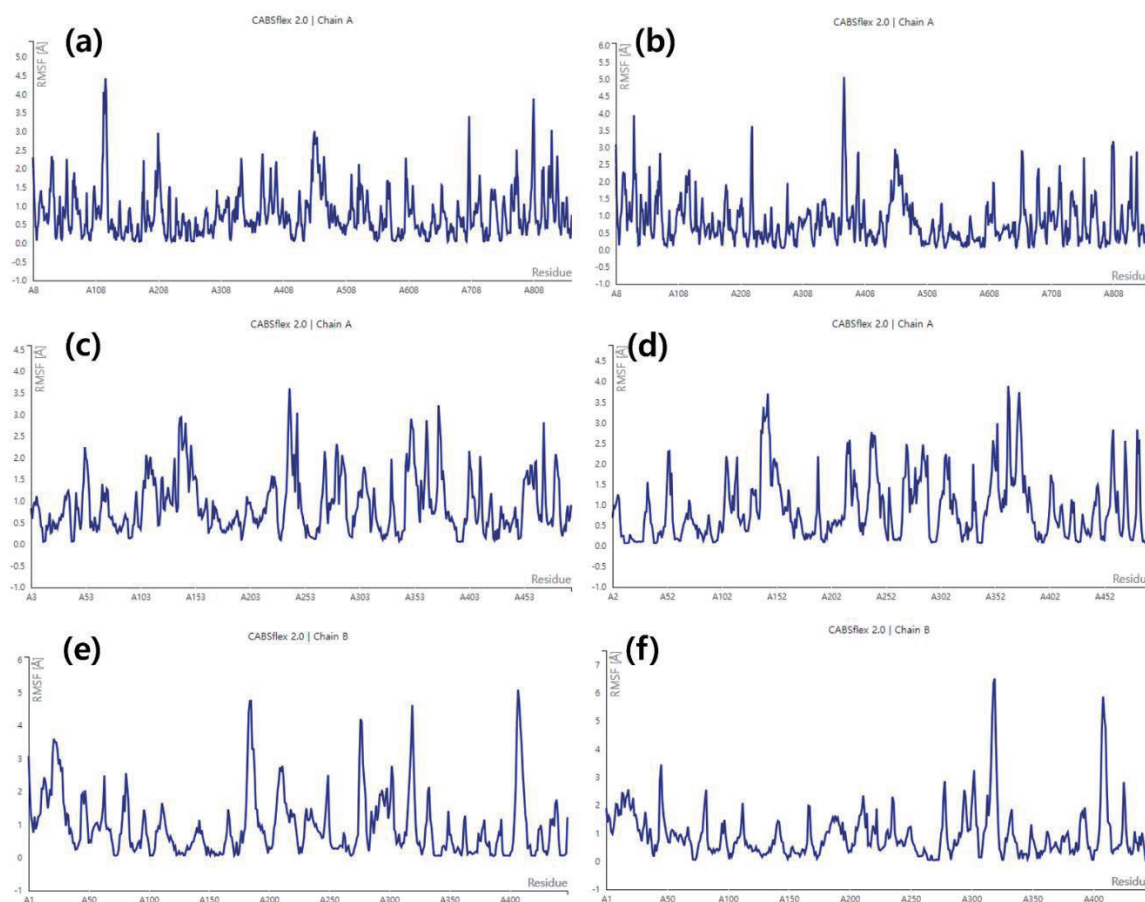 CABSflex 2.0 | Chain A
(a)
RMSF [Å]
5.0
4.5
4.0
3.5
3.0
2.5
2.0
1.5
1.0
0.5
0.0
-0.5
-1.0
Residue
A8 A108 A208 A308 A408 A508 A608 A708 A808
CABSflex 2.0 | Chain A
(b)
RMSF [Å]
6.0
5.5
5.0
4.5
4.0
3.5
3.0
2.5
2.0
1.5
1.0
0.5
0.0
-0.5
-1.0
Residue
A8 A108 A208 A308 A408 A508 A608 A708 A808
CABSflex 2.0 | Chain A
(c)
RMSF [Å]
4.5
4.0
3.5
3.0
2.5
2.0
1.5
1.0
0.5
0.0
-0.5
-1.0
Residue
A3 A53 A103 A153 A203 A253 A303 A353 A403 A453
CABSflex 2.0 | Chain A
(d)
RMSF [Å]
4.5
4.0
3.5
3.0
2.5
2.0
1.5
1.0
0.5
0.0
-0.5
-1.0
Residue
A2 A52 A102 A152 A202 A252 A302 A352 A402 A452
CABSflex 2.0 | Chain B
(e)
RMSF [Å]
6
5
4
3
2
1
0
-1
Residue
A1 A50 A100 A150 A200 A250 A300 A350 A400
CABSflex 2.0 | Chain B
(f)
RMSF [Å]
7
6
5
4
3
2
1
0
-1
Residue
A1 A50 A100 A150 A200 A250 A300 A350 A400